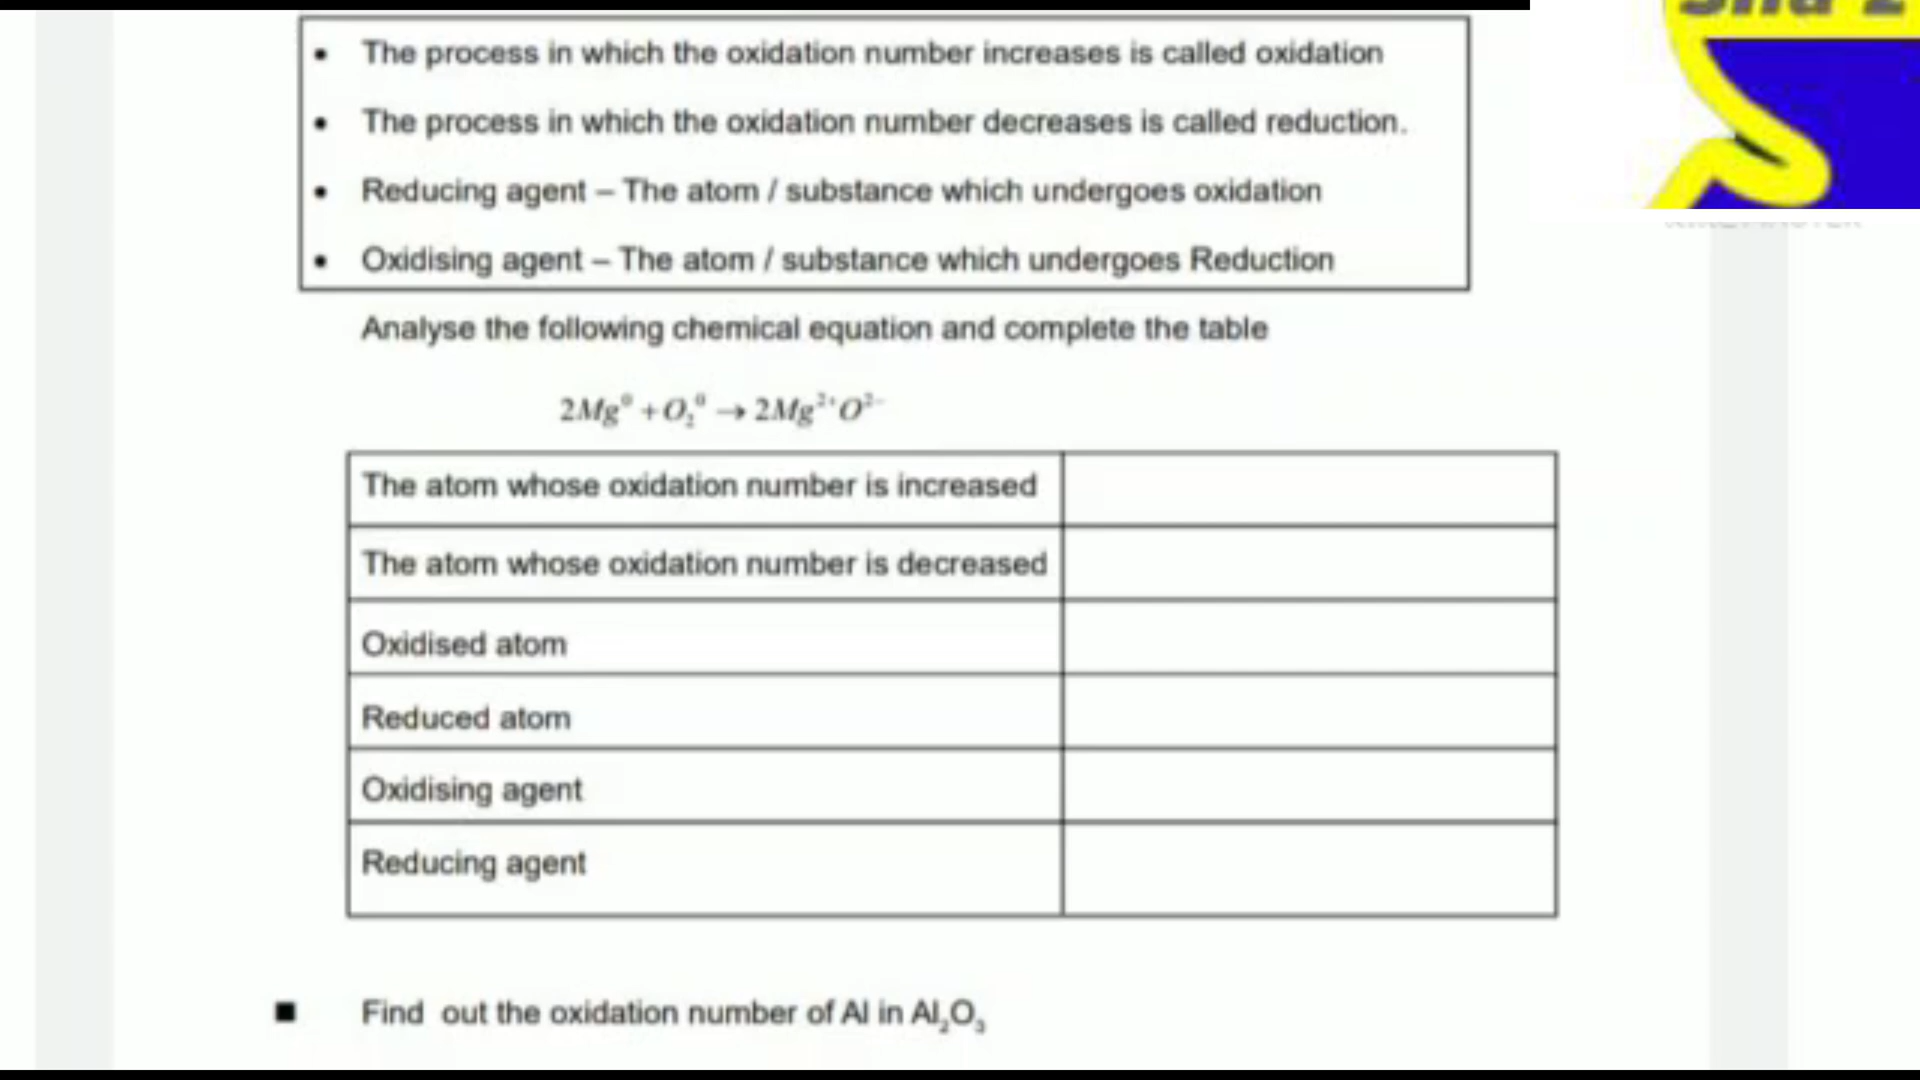 • The process in which the oxidation number increases is called oxidation
• The process in which the oxidation number decreases is called reduction.
• Reducing agent – The atom / substance which undergoes oxidation
• Oxidising agent – The atom / substance which undergoes Reduction
Analyse the following chemical equation and complete the table
2Mg⁰ + O₂⁰ → 2Mg²⁺O²⁻
The atom whose oxidation number is increased
The atom whose oxidation number is decreased
Oxidised atom
Reduced atom
Oxidising agent
Reducing agent
■ Find out the oxidation number of Al in Al₂O₃